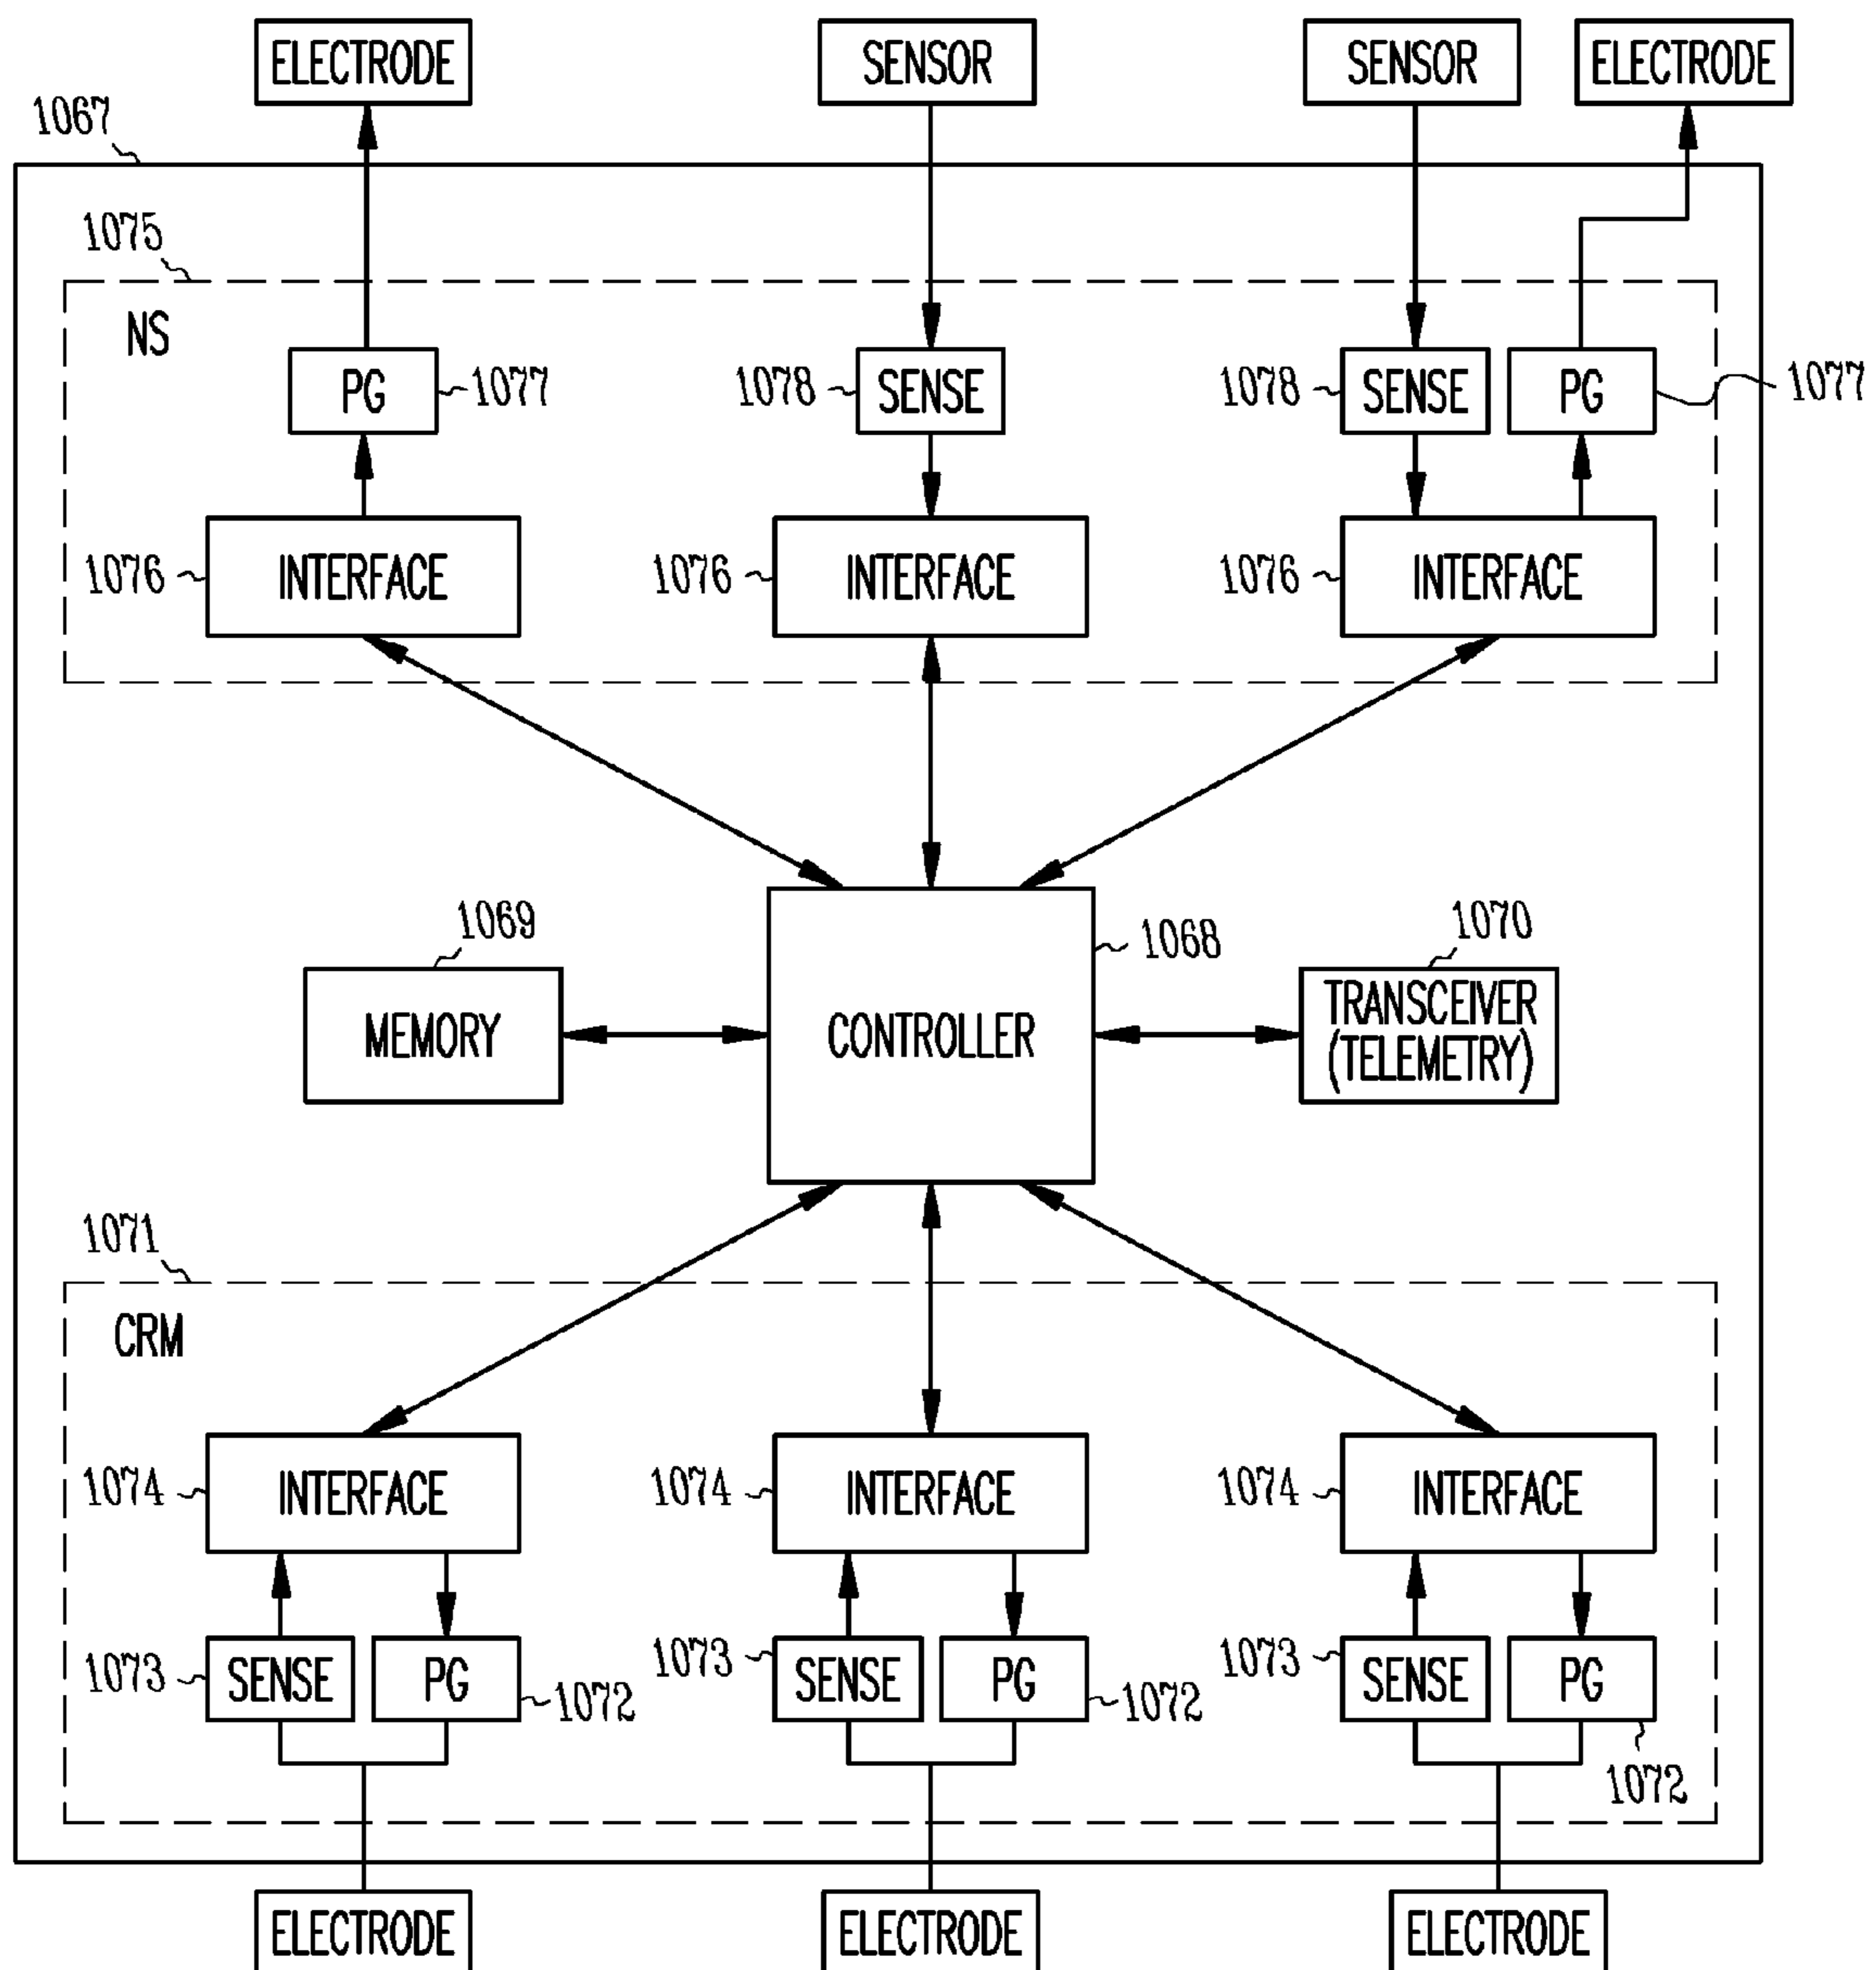 ELECTRODE
SENSOR
SENSOR
ELECTRODE
1067
1075
NS
PG
1077
1078
SENSE
1078
SENSE
PG
1077
1076
INTERFACE
1076
INTERFACE
1076
INTERFACE
1069
MEMORY
1068
CONTROLLER
1070
TRANSCEIVER
(TELEMETRY)
1071
CRM
1074
INTERFACE
1074
INTERFACE
1074
INTERFACE
1073
SENSE
PG
1072
1073
SENSE
PG
1072
1073
SENSE
PG
1072
ELECTRODE
ELECTRODE
ELECTRODE